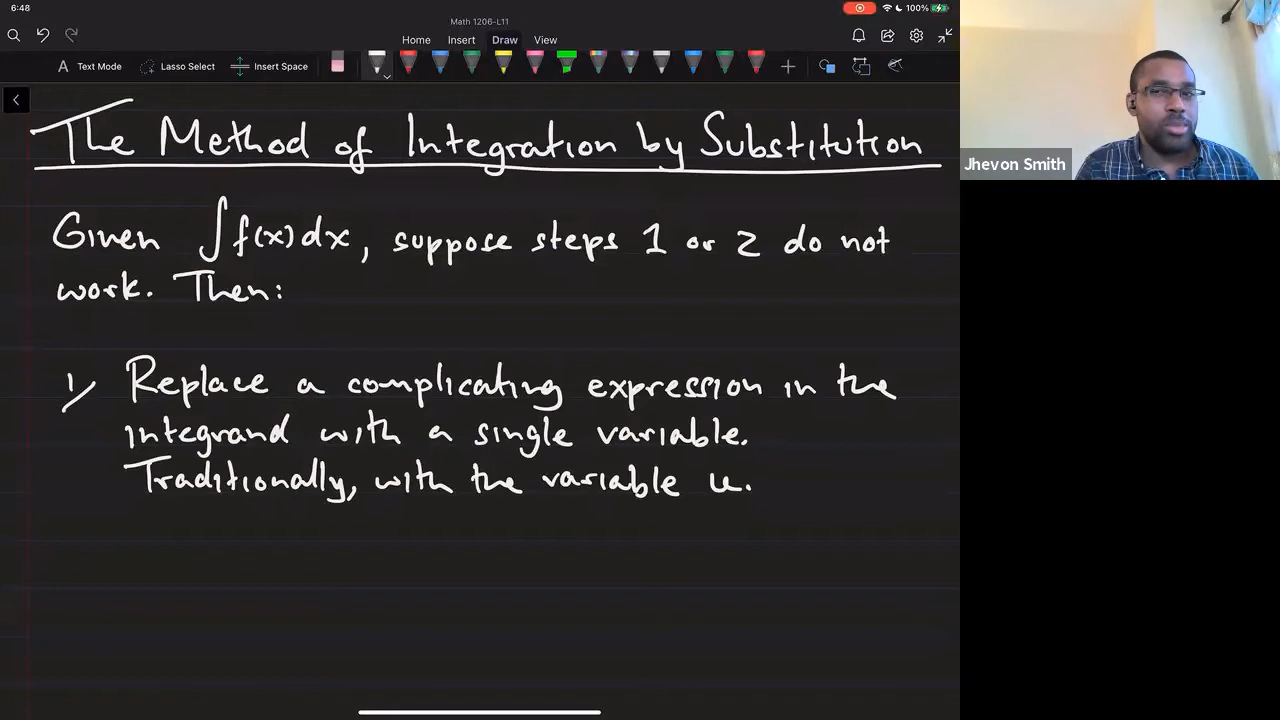 6:48
100%
Math 1206-L11
Home Insert Draw View
Text Mode Lasso Select Insert Space
The Method of Integration by Substitution
Given ∫f(x)dx, suppose steps 1 or 2 do not
work. Then:
1) Replace a complicating expression in the
integrand with a single variable.
Traditionally, with the variable u.
Jhevon Smith